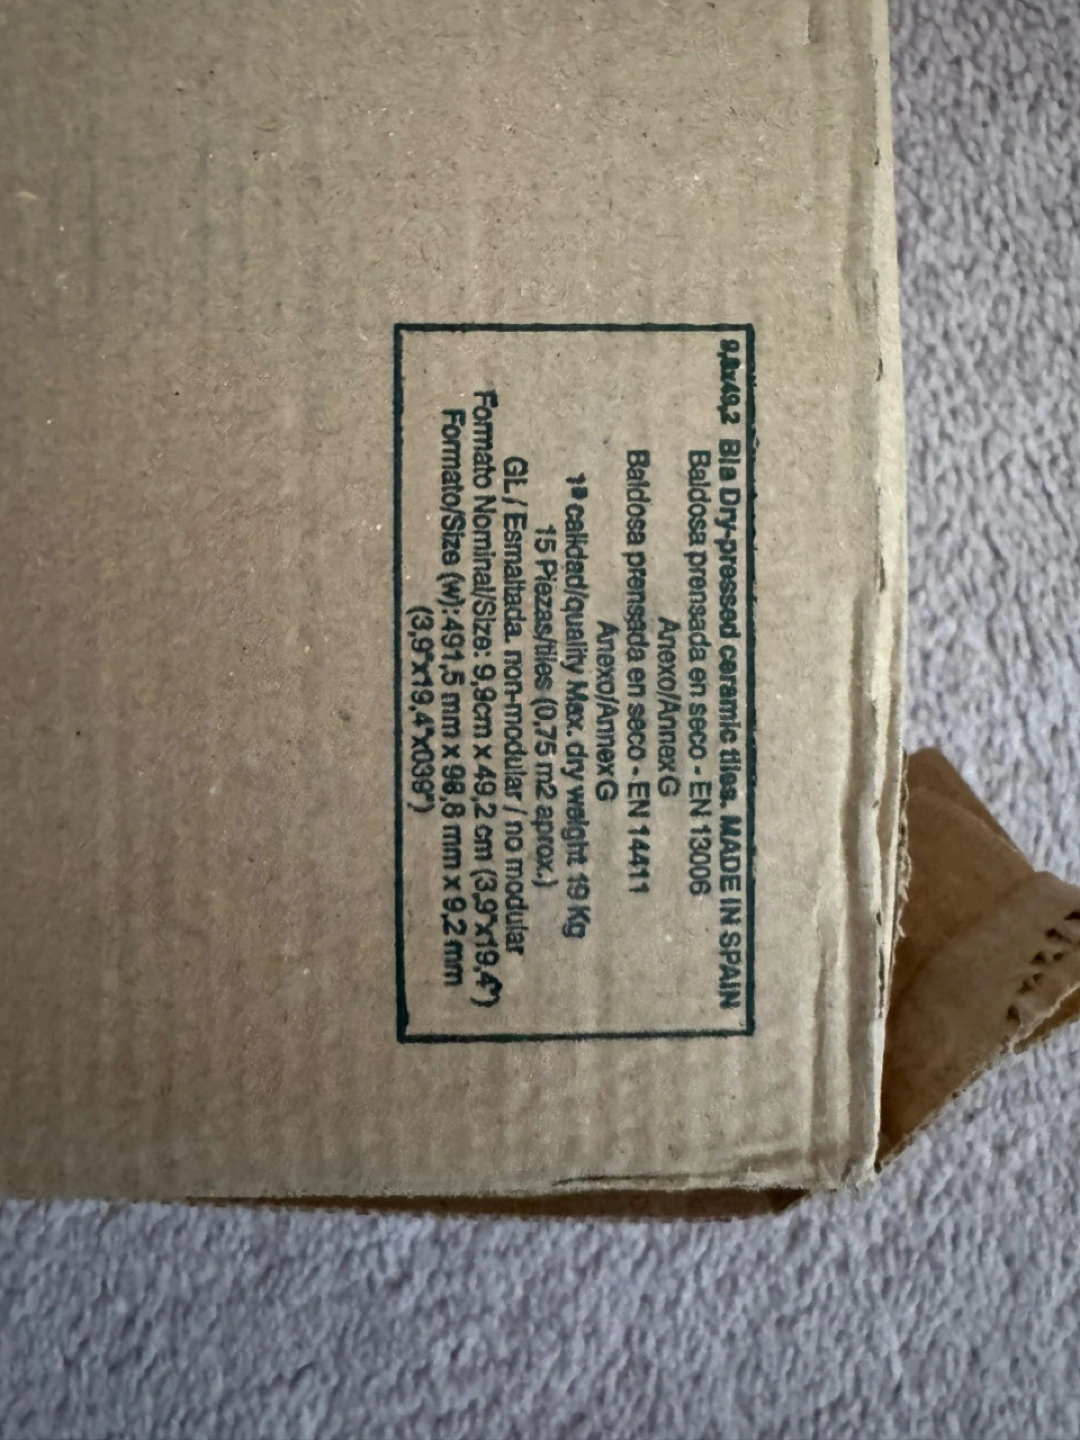 9,9x49,2 BIa Dry-pressed ceramic tiles. MADE IN SPAIN
Baldosa prensada en seco - EN 13006
Anexo/Annex G
Baldosa prensada en seco - EN 14411
Anexo/Annex G
1ª calidad/quality Max. dry weight 19 Kg
15 Piezas/tiles (0,75 m2 aprox.)
GL / Esmaltada. non-modular / no modular
Formato Nominal/Size: 9,9cm x 49,2 cm (3,9"x19,4")
Formato/Size (w): 491,5 mm x 98,8 mm x 9,2 mm
(3,9"x19,4"x039")